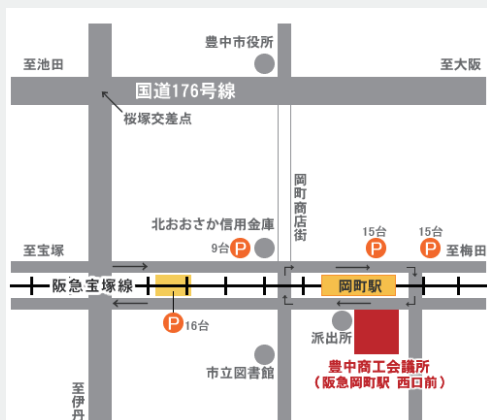 豊中市役所
至池田
至大阪
国道176号線
桜塚交差点
岡町商店街
北おおさか信用金庫
9台
P
15台
P
15台
P
至宝塚
至梅田
阪急宝塚線
岡町駅
P
16台
派出所
市立図書館
豊中商工会議所
(阪急岡町駅 西口前)
至伊丹